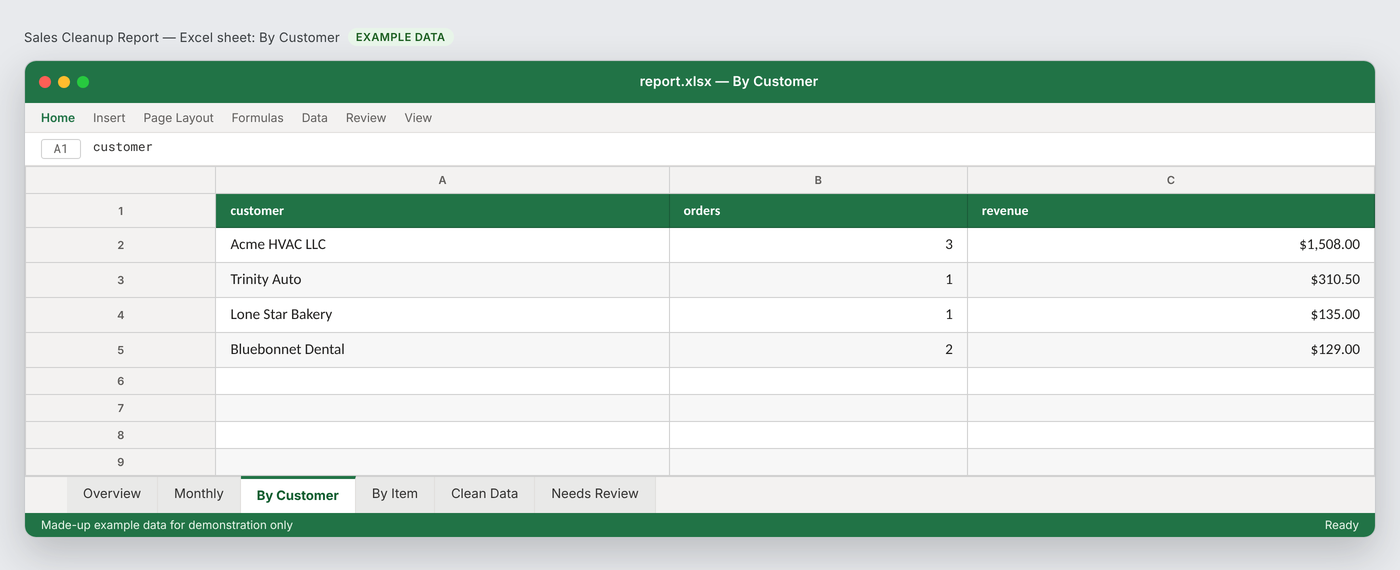 Sales Cleanup Report — Excel sheet: By Customer EXAMPLE DATA
report.xlsx — By Customer
Home Insert Page Layout Formulas Data Review View
A1 customer
A B C
1 customer orders revenue
2 Acme HVAC LLC 3 $1,508.00
3 Trinity Auto 1 $310.50
4 Lone Star Bakery 1 $135.00
5 Bluebonnet Dental 2 $129.00
6
7
8
9
Overview Monthly By Customer By Item Clean Data Needs Review
Made-up example data for demonstration only Ready